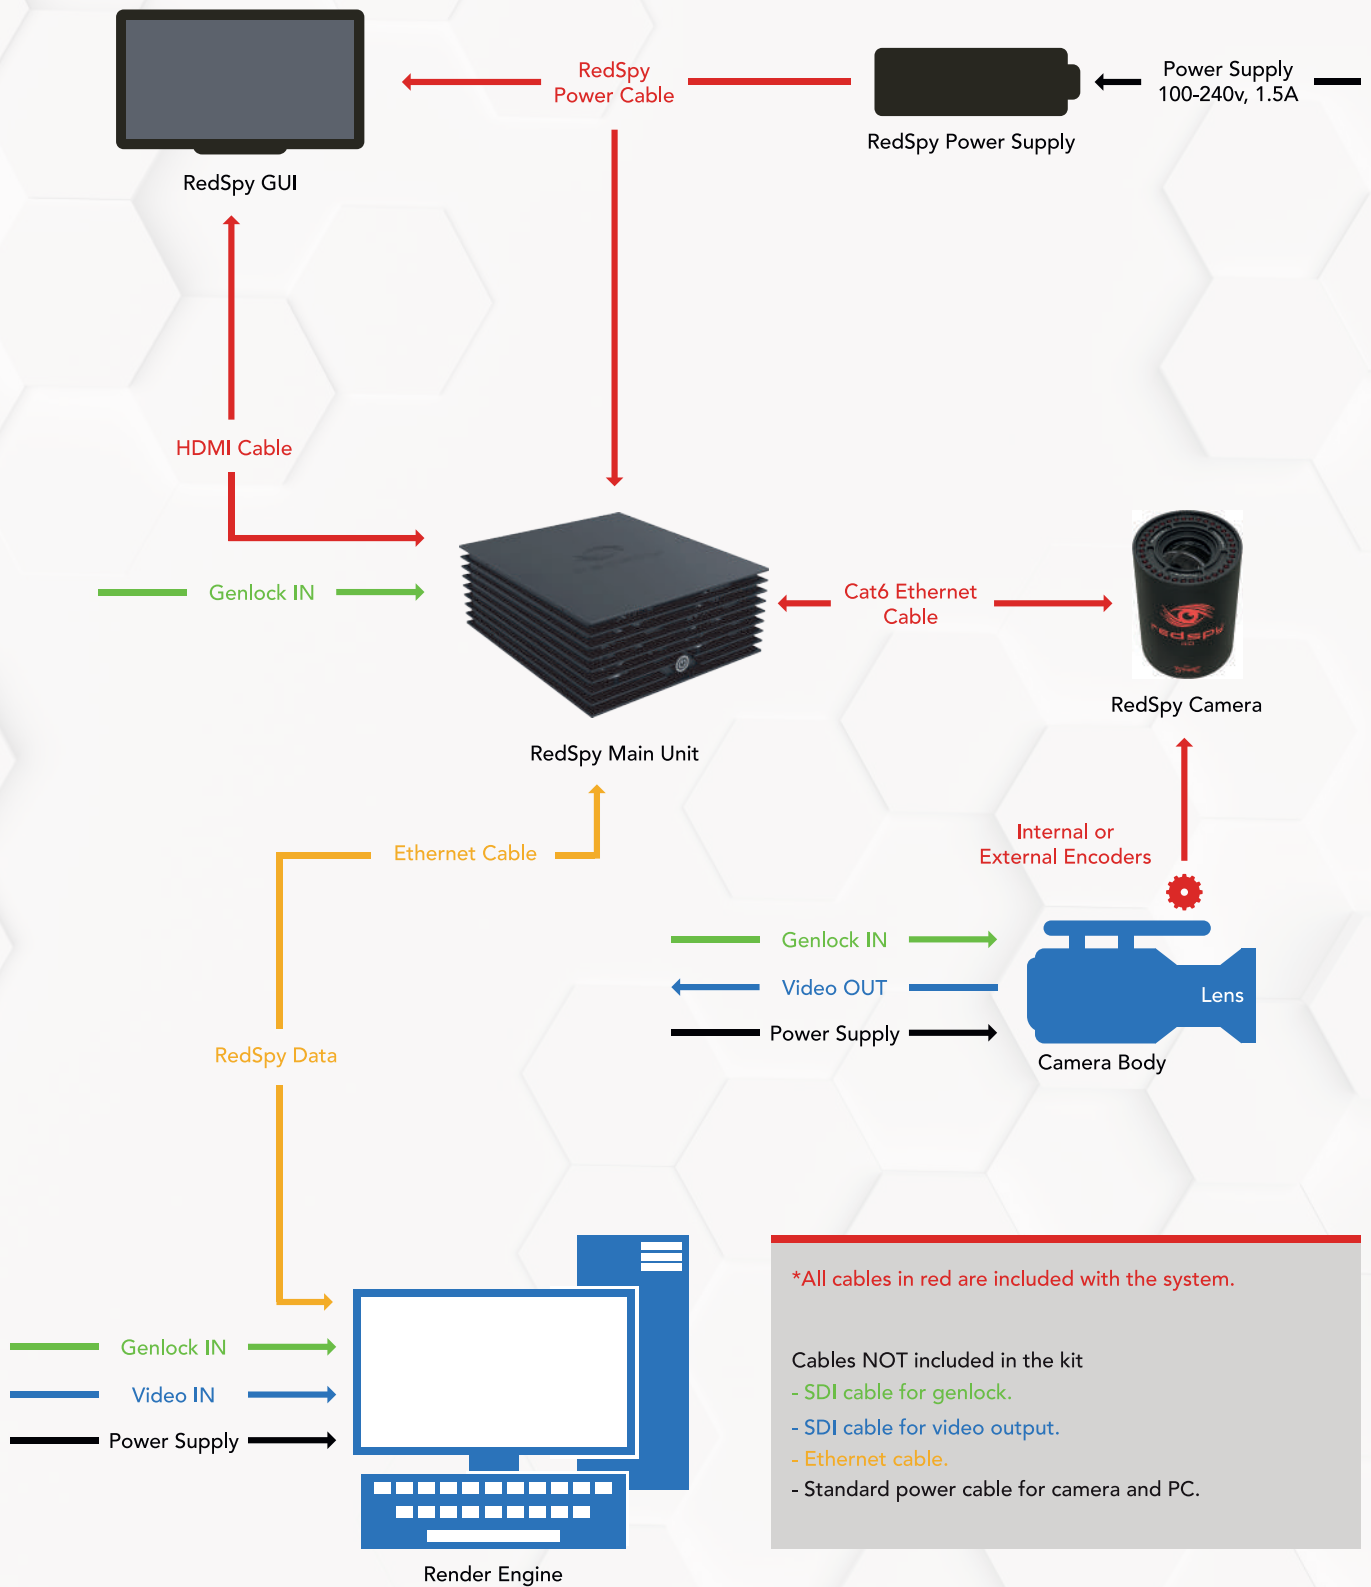 RedSpy
Power Cable
Power Supply
100-240v, 1.5A
RedSpy Power Supply
RedSpy GUI
HDMI Cable
Genlock IN
Cat6 Ethernet
Cable
redspy
RedSpy Camera
RedSpy Main Unit
Internal or
External Encoders
Ethernet Cable
Genlock IN
Video OUT
Lens
Power Supply
Camera Body
RedSpy Data
*All cables in red are included with the system.
Genlock IN
Cables NOT included in the kit
- SDI cable for genlock.
Video IN
- SDI cable for video output.
Power Supply
- Ethernet cable.
- Standard power cable for camera and PC.
Render Engine